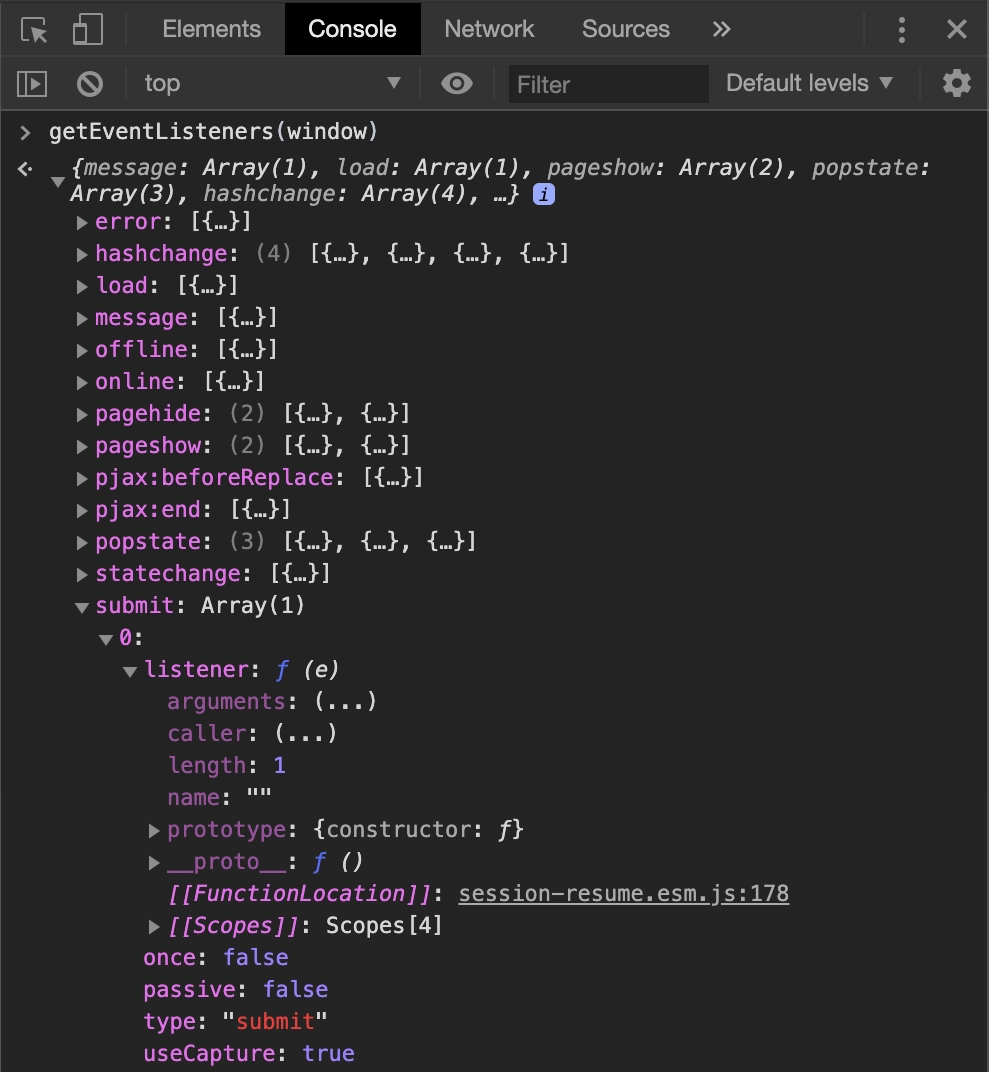 Elements Console Network Sources
top Filter Default levels
getEventListeners(window)
{message: Array(1), load: Array(1), pageshow: Array(2), popstate:
Array(3), hashchange: Array(4), …} i
error: [{…}]
hashchange: (4) [{…}, {…}, {…}, {…}]
load: [{…}]
message: [{…}]
offline: [{…}]
online: [{…}]
pagehide: (2) [{…}, {…}]
pageshow: (2) [{…}, {…}]
pjax:beforeReplace: [{…}]
pjax:end: [{…}]
popstate: (3) [{…}, {…}, {…}]
statechange: [{…}]
submit: Array(1)
0:
listener: ƒ (e)
arguments: (...)
caller: (...)
length: 1
name: ""
prototype: {constructor: ƒ}
__proto__: ƒ ()
[[FunctionLocation]]: session-resume.esm.js:178
[[Scopes]]: Scopes[4]
once: false
passive: false
type: "submit"
useCapture: true